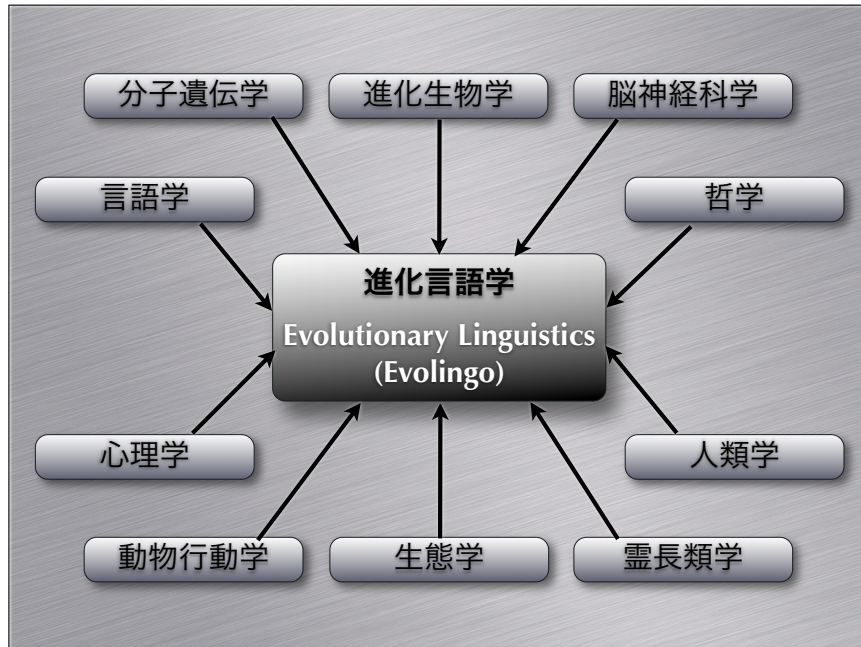 分子遺伝学
進化生物学
脳神経科学
言語学
哲学
進化言語学
Evolutionary Linguistics
(Evolingo)
心理学
人類学
動物行動学
生態学
霊長類学